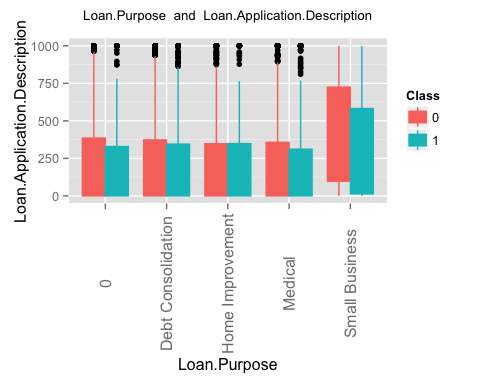 Loan.Purpose and Loan.Application.Description
Loan.Application.Description
1000
750
500
250
0
0
Debt Consolidation
Home Improvement
Medical
Small Business
Loan.Purpose
Class
0
1